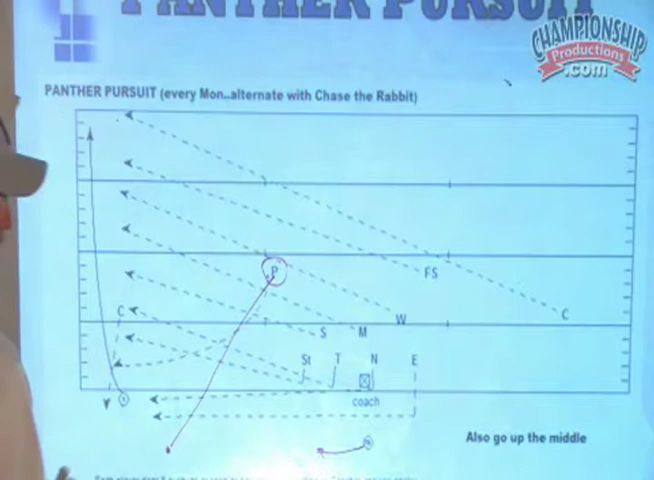 PANTHER PURSUIT
CHAMPIONSHIP
Productions
.com
PANTHER PURSUIT (every Mon..alternate with Chase the Rabbit)
P
FS
C
W
C
S
M
St
T
N
E
coach
Also go up the middle